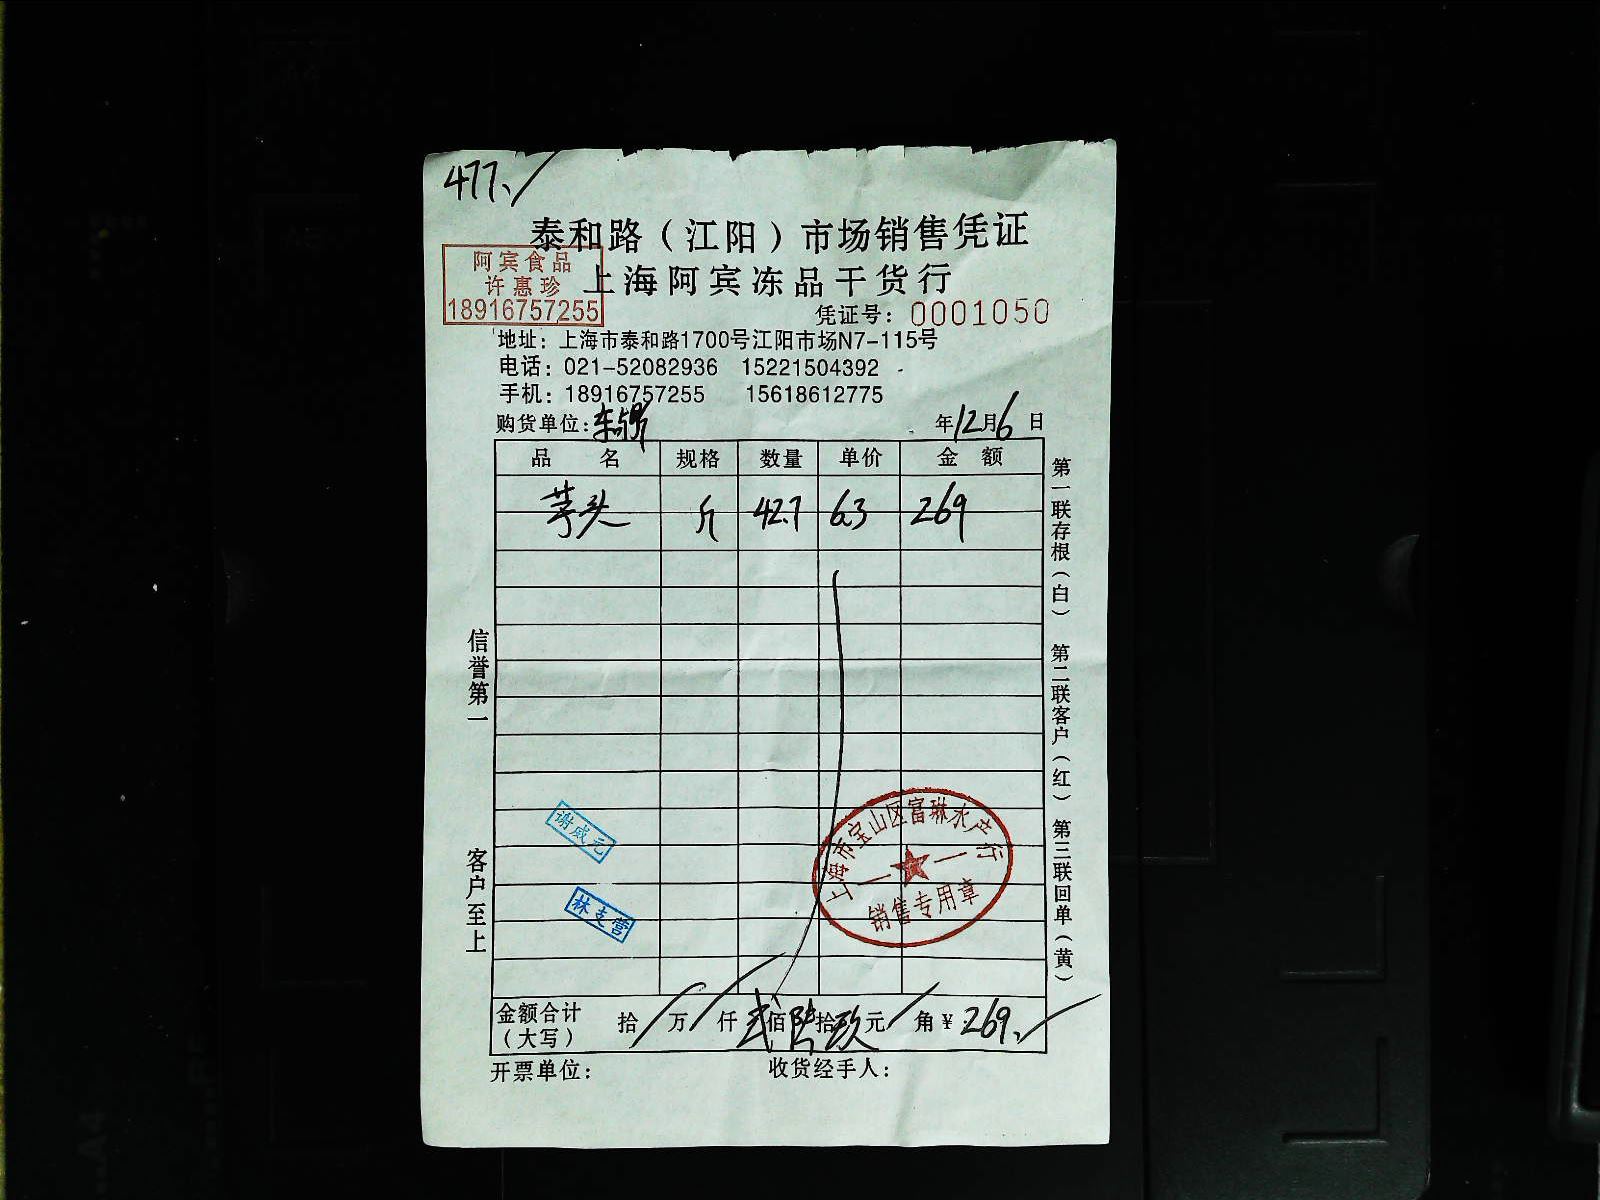 477.
泰和路（江阳）市场销售凭证
上海阿宾冻品干货行
阿宾食品
许惠珍
18916757255
凭证号：0001050
地址：上海市泰和路1700号江阳市场N7-115号
电话：021-52082936 15221504392
手机：18916757255 15618612775
购货单位：
年12月6日
品名 规格 数量 单价 金额
芋头 斤 42.7 6.3 269
信誉第一 客户至上
第一联存根（白） 第二联客户（红） 第三联回单（黄）
谢威元
林支营
上海市宝山区富琳水产行
销售专用章
金额合计（大写） 拾 万 仟 贰佰陆拾玖元 角￥269.
开票单位： 收货经手人：